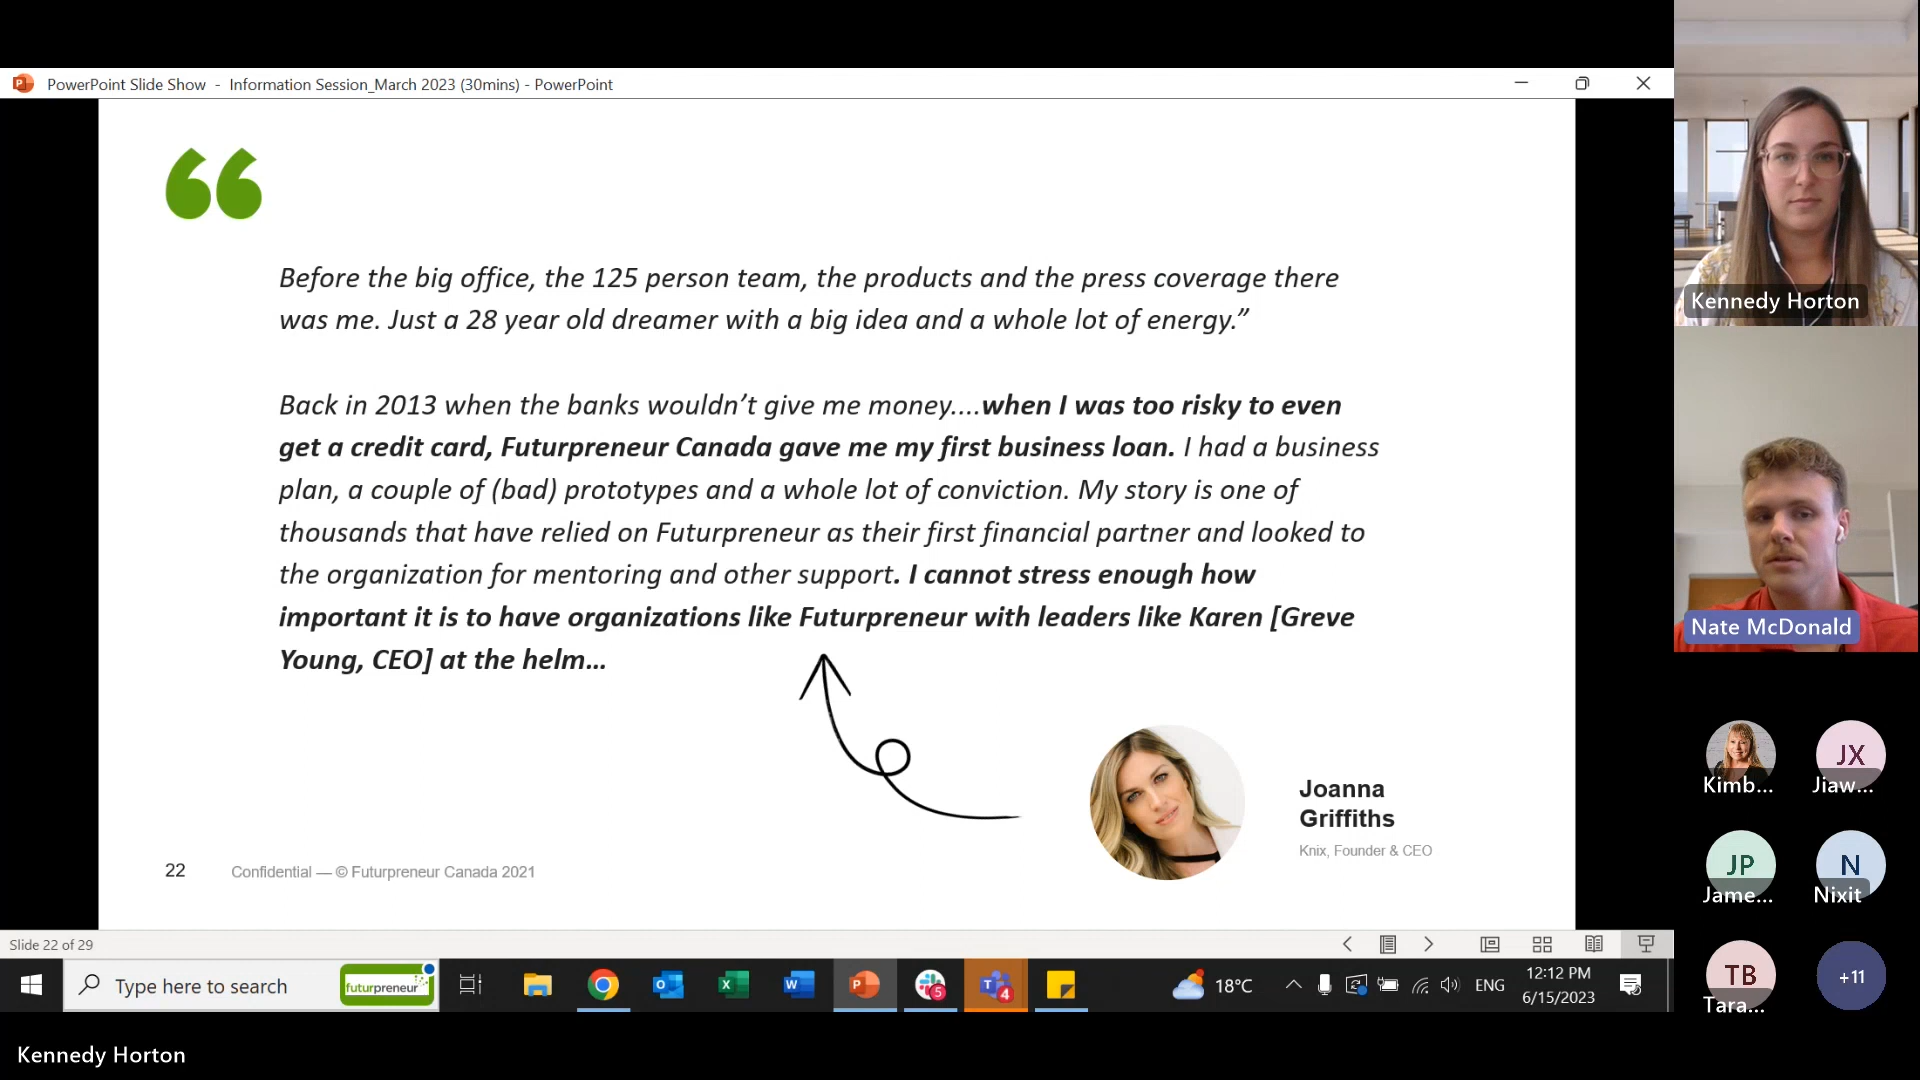 PowerPoint Slide Show - Information Session_March 2023 (30mins) - PowerPoint
Before the big office, the 125 person team, the products and the press coverage there
was me. Just a 28 year old dreamer with a big idea and a whole lot of energy.”
Back in 2013 when the banks wouldn’t give me money....when I was too risky to even
get a credit card, Futurpreneur Canada gave me my first business loan. I had a business
plan, a couple of (bad) prototypes and a whole lot of conviction. My story is one of
thousands that have relied on Futurpreneur as their first financial partner and looked to
the organization for mentoring and other support. I cannot stress enough how
important it is to have organizations like Futurpreneur with leaders like Karen [Greve
Young, CEO] at the helm...
Joanna
Griffiths
Knix, Founder & CEO
22
Confidential — © Futurpreneur Canada 2021
Slide 22 of 29
Type here to search
futurpreneur
5
4
18°C
ENG
12:12 PM
6/15/2023
Kennedy Horton
Nate McDonald
Kimb...
JX
Jiaw...
JP
Jame...
N
Nixit
TB
Tara...
+11
Kennedy Horton